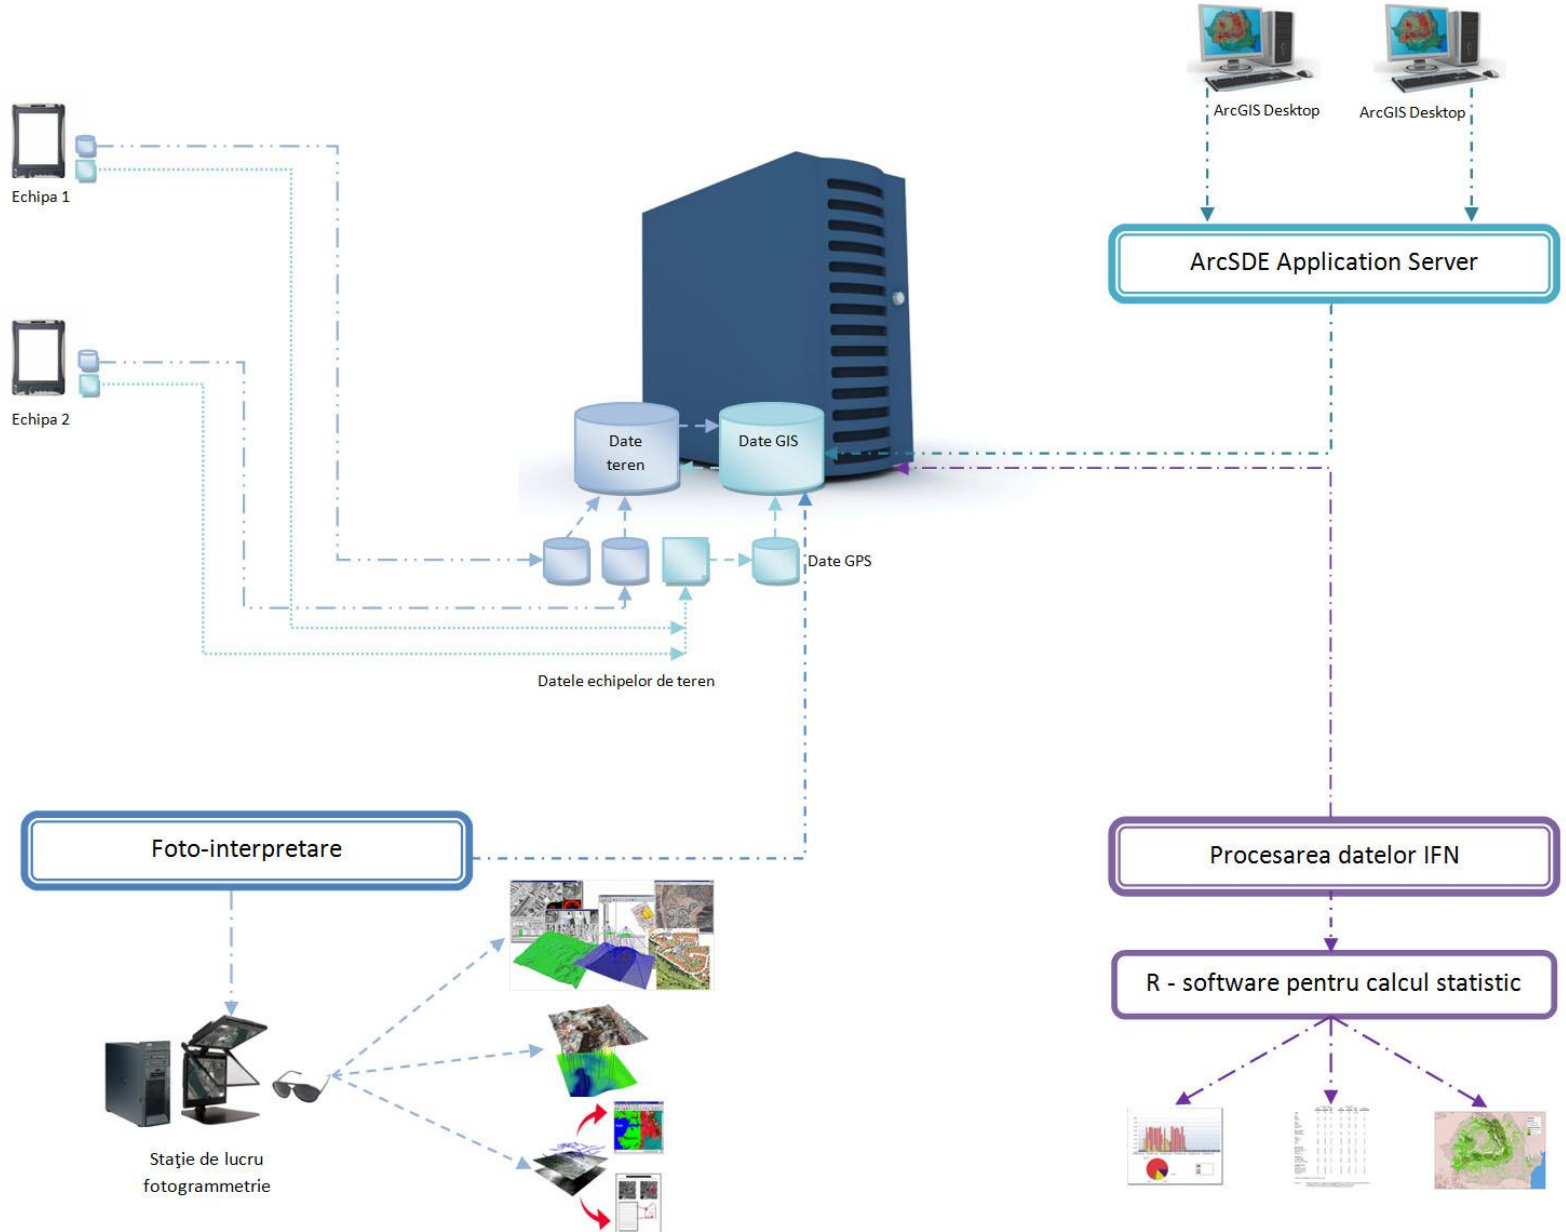 ArcGIS Desktop
ArcGIS Desktop
Echipa 1
ArcSDE Application Server
Echipa 2
Date
teren
Date GIS
Date GPS
Datele echipelor de teren
Foto-interpretare
Procesarea datelor IFN
R - software pentru calcul statistic
Stație de lucru
fotogrammetrie